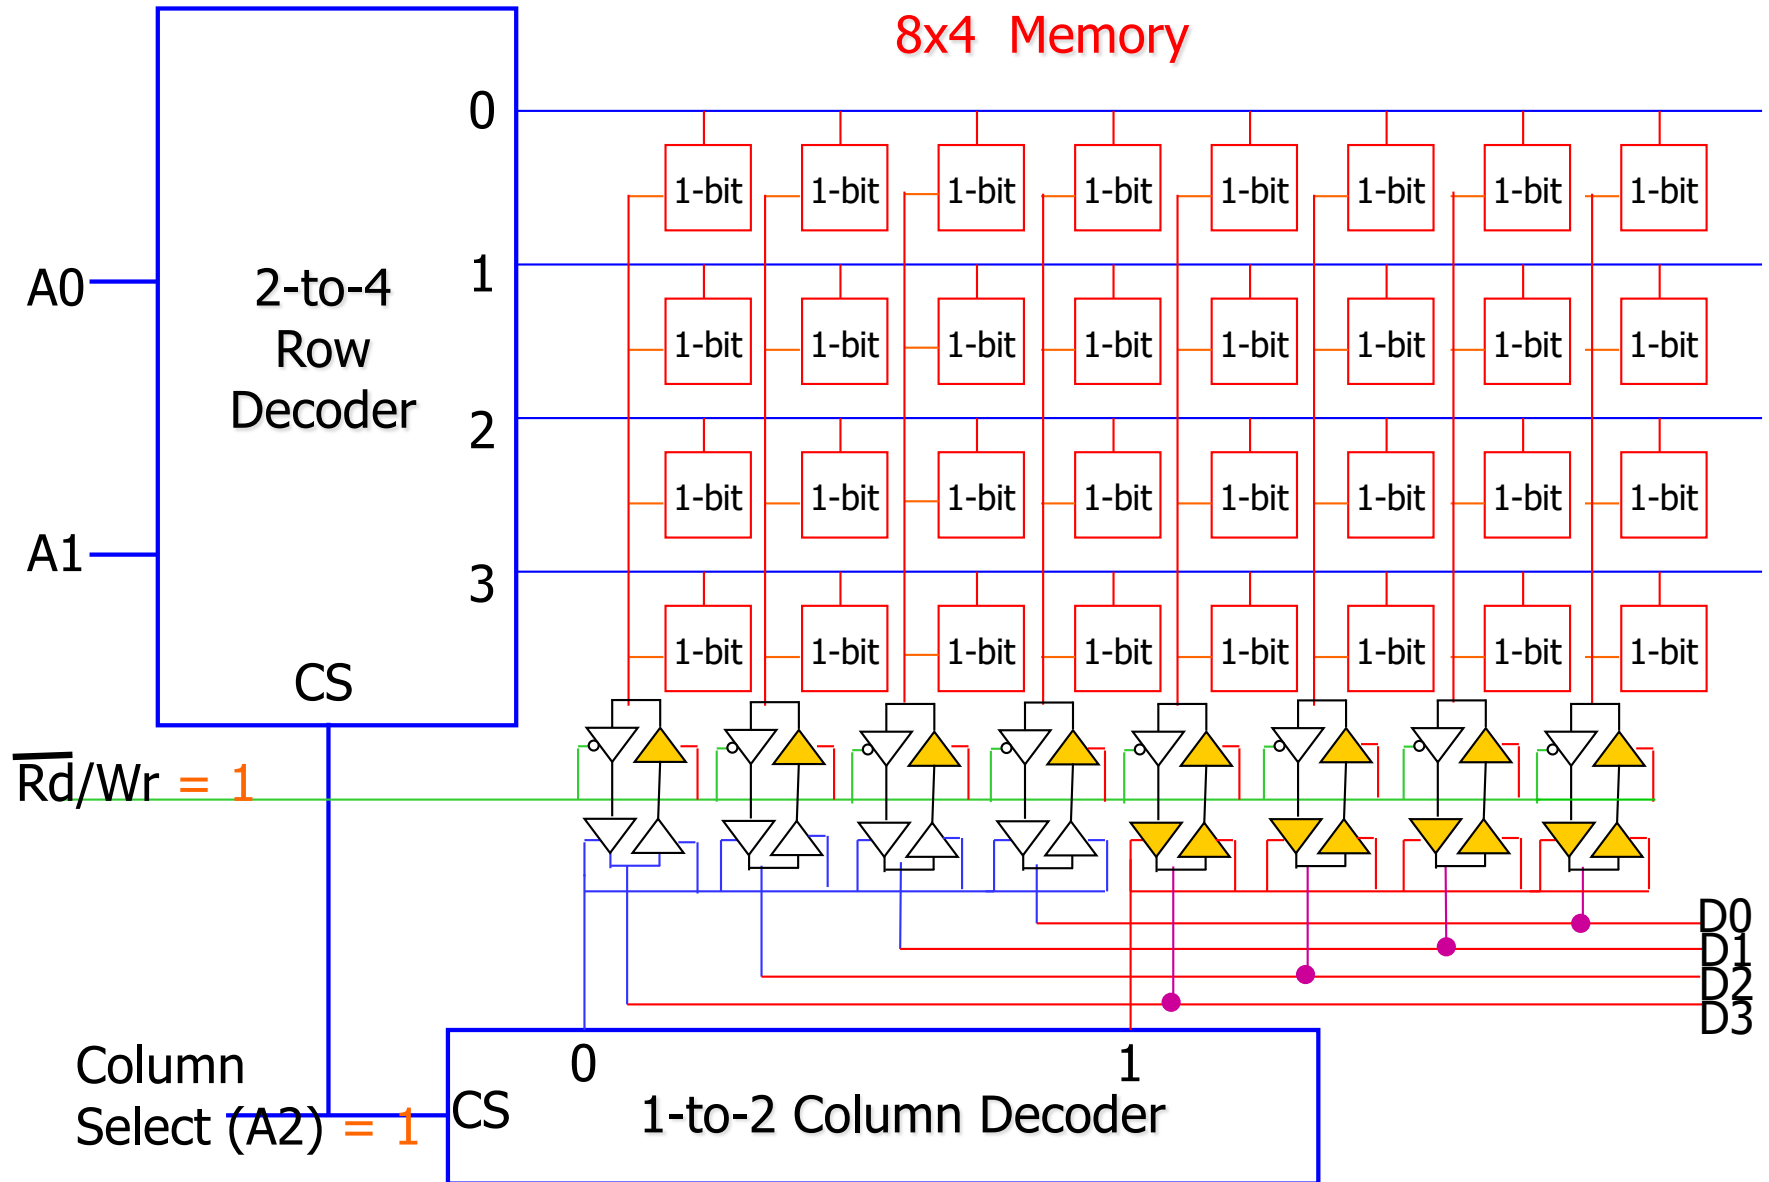 8x4 Memory
0
1-bit 1-bit 1-bit 1-bit 1-bit 1-bit 1-bit 1-bit
1
A0
2-to-4
Row
Decoder
1-bit 1-bit 1-bit 1-bit 1-bit 1-bit 1-bit 1-bit
2
1-bit 1-bit 1-bit 1-bit 1-bit 1-bit 1-bit 1-bit
A1
3
1-bit 1-bit 1-bit 1-bit 1-bit 1-bit 1-bit 1-bit
CS
Rd/Wr = 1
D0
D1
D2
D3
Column
Select (A2) = 1
0 1
CS
1-to-2 Column Decoder